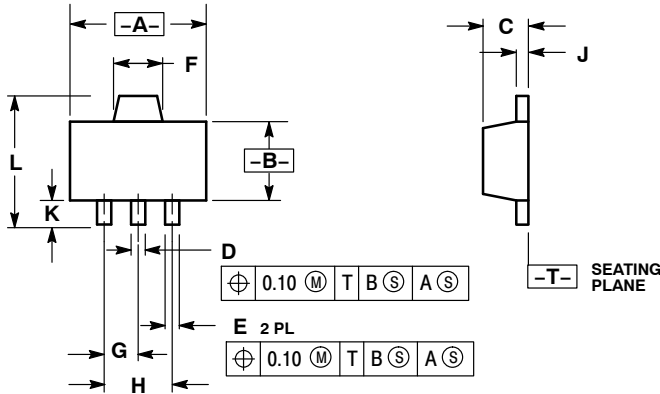 –A–
C
F
J
L
–B–
K
D
–T– SEATING PLANE
⌖ 0.10 Ⓜ T B Ⓢ A Ⓢ
E 2 PL
G
⌖ 0.10 Ⓜ T B Ⓢ A Ⓢ
H